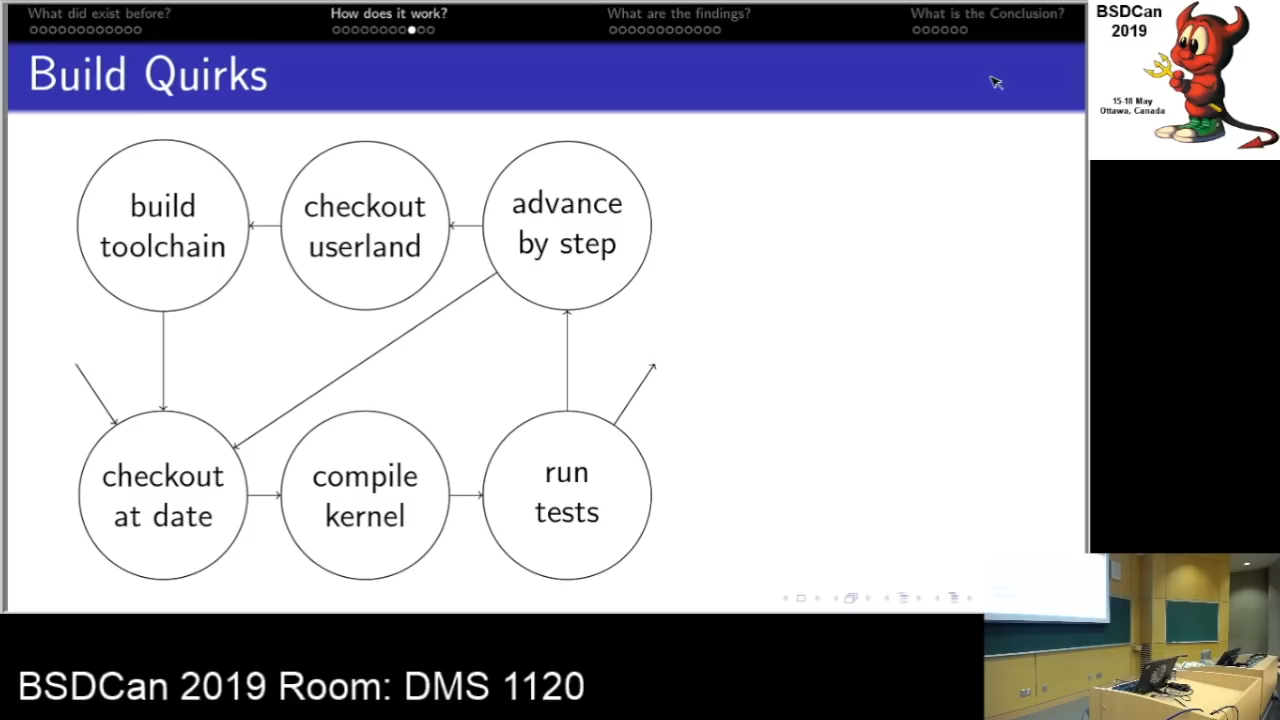 What did exist before?
How does it work?
What are the findings?
What is the Conclusion?
BSDCan
2019
15-18 May
Ottawa, Canada
Build Quirks
build
toolchain
checkout
userland
advance
by step
checkout
at date
compile
kernel
run
tests
BSDCan 2019 Room: DMS 1120